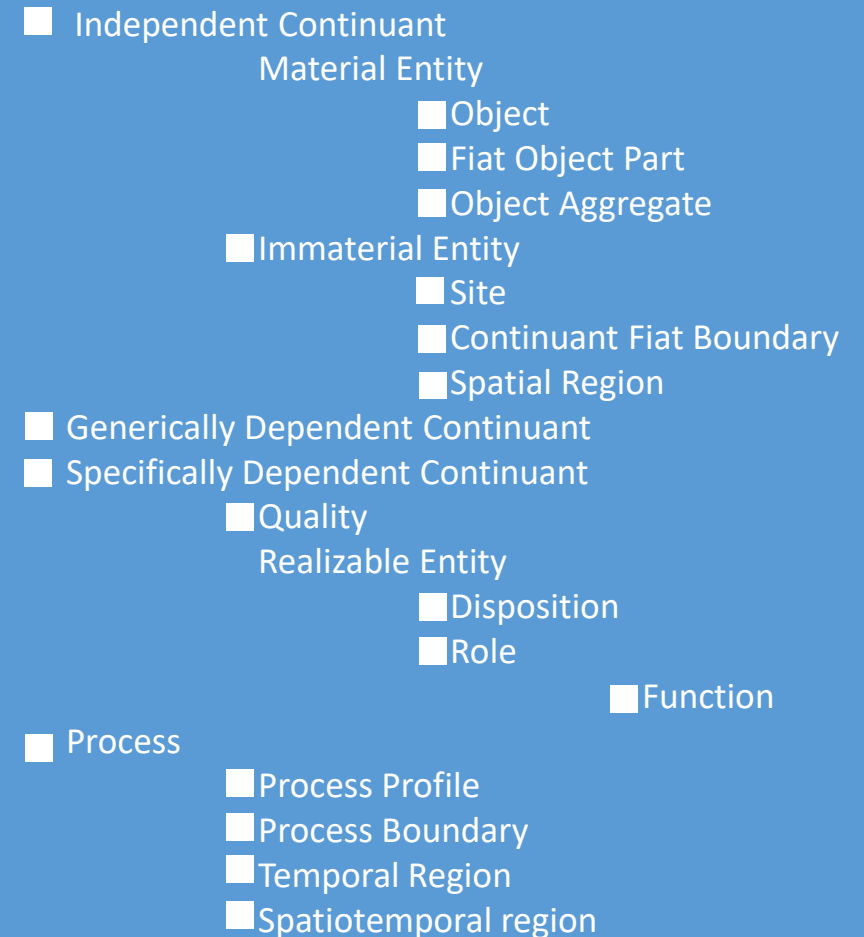 Independent Continuant
Material Entity
Object
Fiat Object Part
Object Aggregate
Immaterial Entity
Site
Continuant Fiat Boundary
Spatial Region
Generically Dependent Continuant
Specifically Dependent Continuant
Quality
Realizable Entity
Disposition
Role
Function
Process
Process Profile
Process Boundary
Temporal Region
Spatiotemporal region